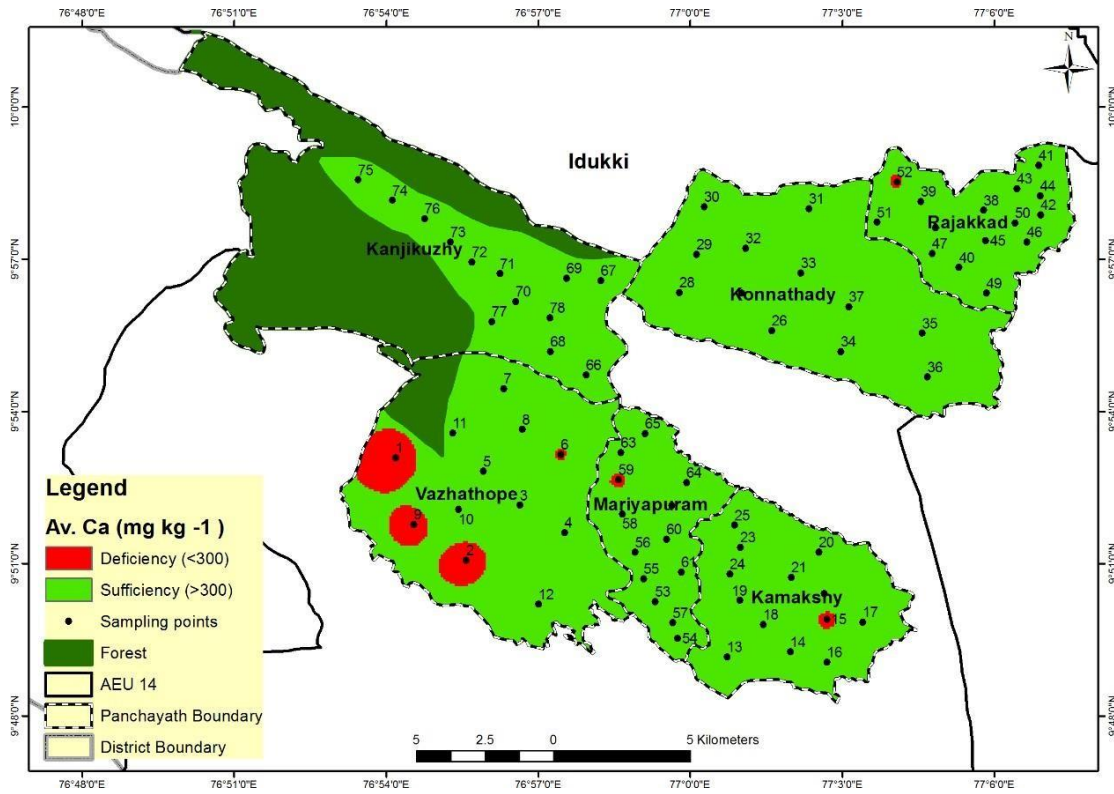 76°48'0"E 76°51'0"E 76°54'0"E 76°57'0"E 77°0'0"E 77°3'0"E 77°6'0"E
N
10°0'0"N 10°0'0"N
Idukki
41
52
75
43
39
44
74
30 31
38
42
76
51
50
Rajakkad
73
46
45
Kanjikuzhy
32
72
29
47
40
71
33
69 67
49
28
Konnathady
70
37
9°57'0"N 9°57'0"N
78
77
26
35
68
34
66
36
7
9°54'0"N 9°54'0"N
11 8
65
6
63
1
5
59
64
Legend
Vazhathope 3
Mariyapuram
Av. Ca (mg kg -1 )
9
10
58
25
4
60
23
20
Deficiency (<300)
2
56
9°51'0"N 9°51'0"N
Sufficiency (>300)
55
61
24
21
Sampling points
12
53
19
Kamakshy
Forest
57
18
15 17
54
AEU 14
13
14
16
Panchayath Boundary
9°48'0"N 9°48'0"N
District Boundary
5 2.5 0 5 Kilometers
76°48'0"E 76°51'0"E 76°54'0"E 76°57'0"E 77°0'0"E 77°3'0"E 77°6'0"E